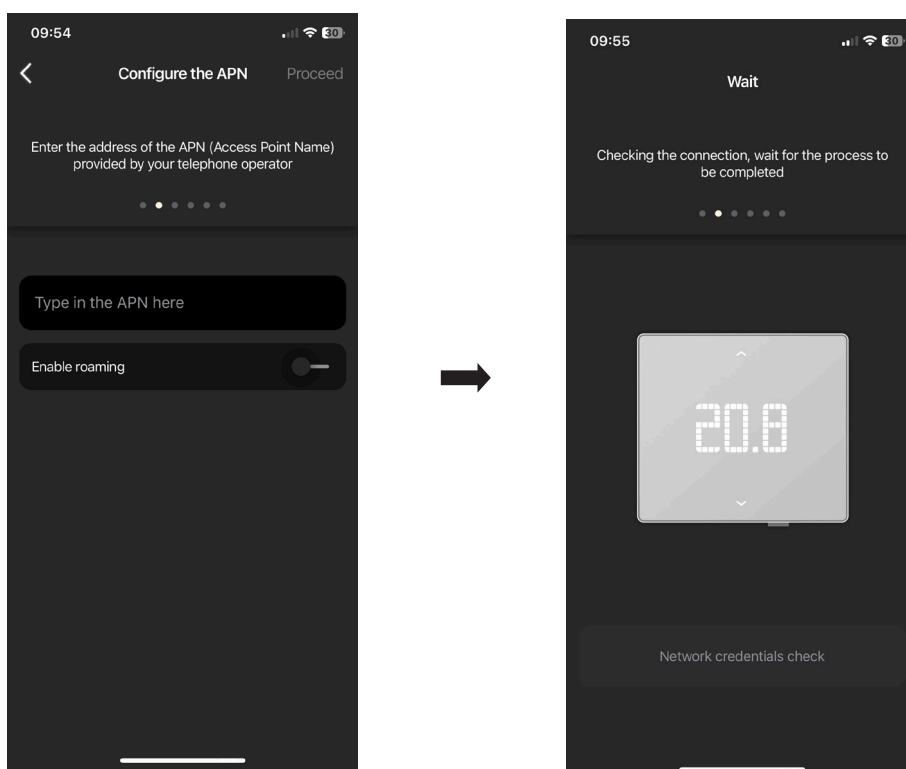 09:54
30
Configure the APN
Proceed
Enter the address of the APN (Access Point Name)
provided by your telephone operator
Type in the APN here
Enable roaming
09:55
30
Wait
Checking the connection, wait for the process to
be completed
20.8
Network credentials check